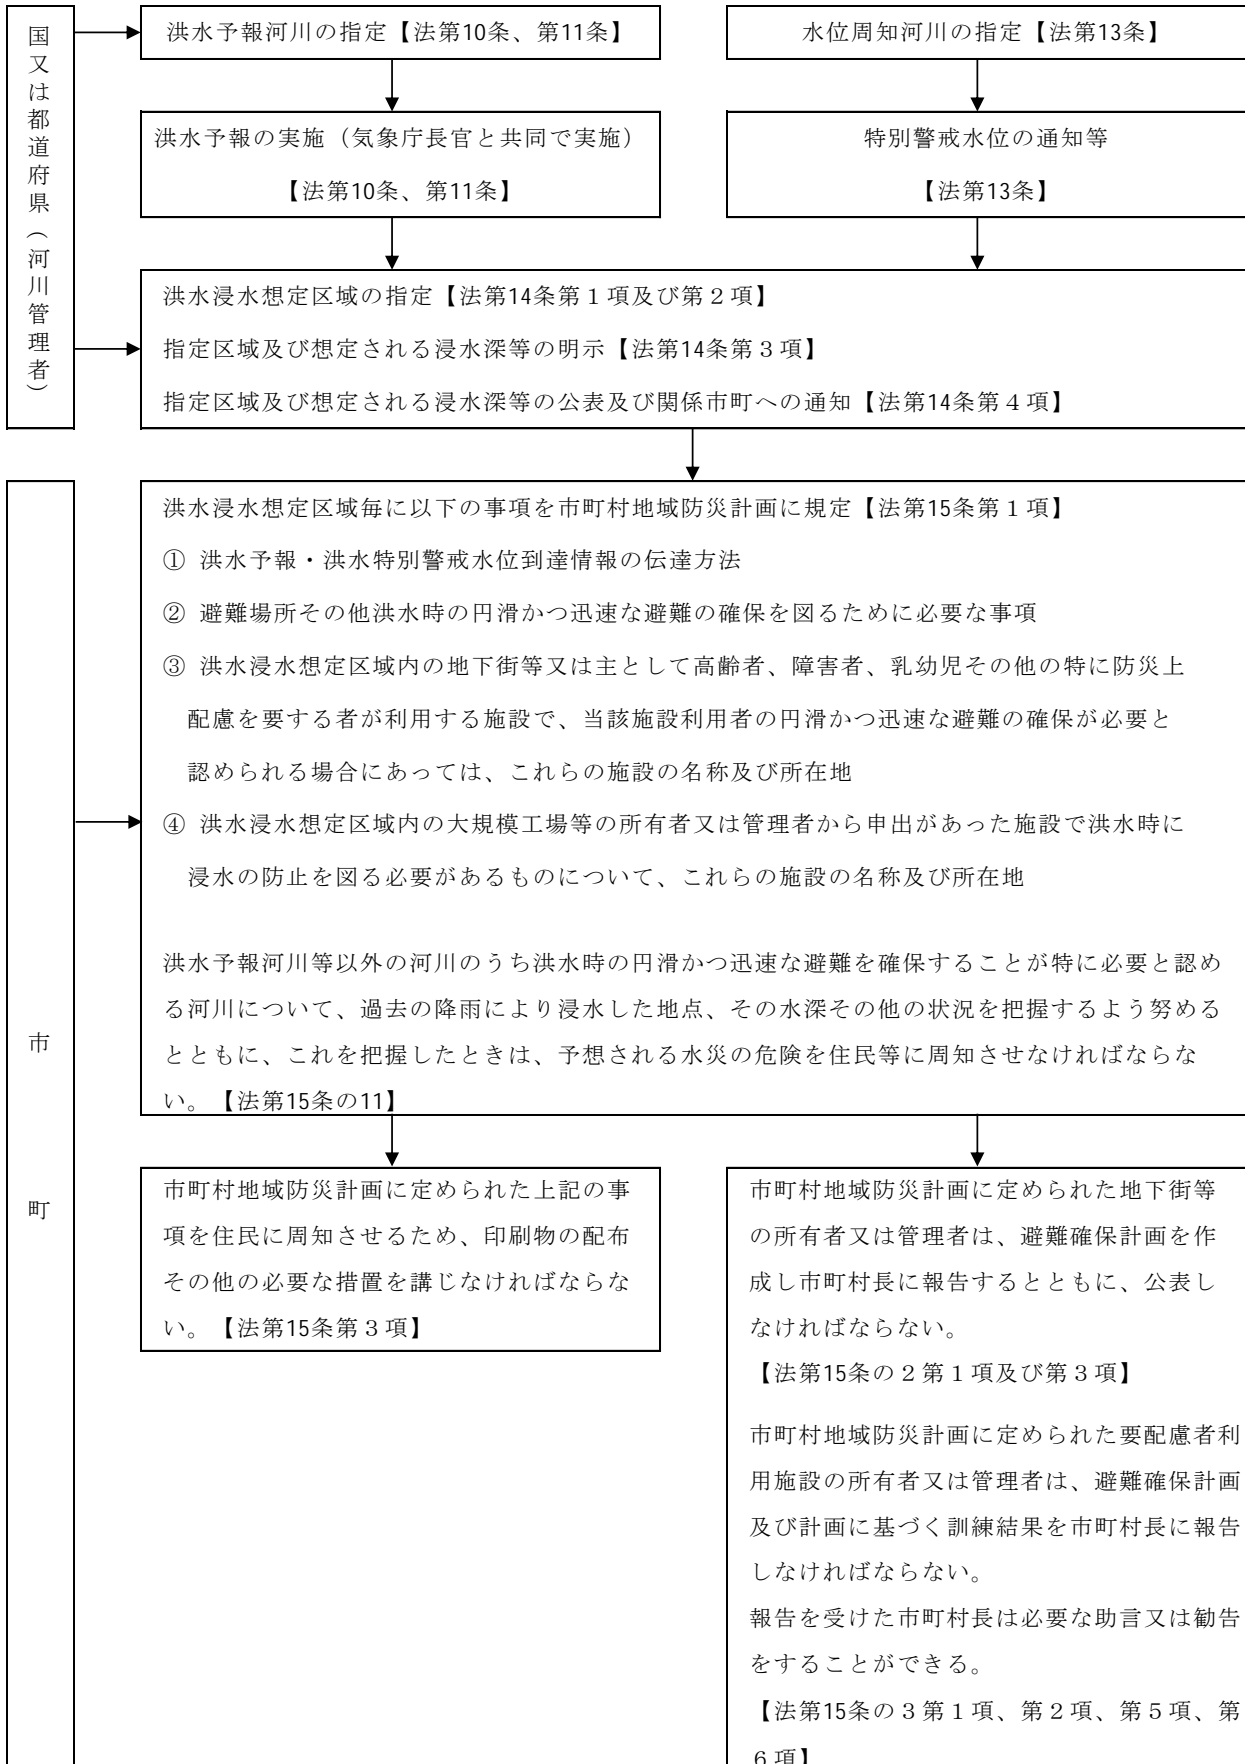 国又は都道府県（河川管理者）
洪水予報河川の指定【法第10条、第11条】
水位周知河川の指定【法第13条】
洪水予報の実施（気象庁長官と共同で実施）
【法第10条、第11条】
特別警戒水位の通知等
【法第13条】
洪水浸水想定区域の指定【法第14条第１項及び第２項】
指定区域及び想定される浸水深等の明示【法第14条第３項】
指定区域及び想定される浸水深等の公表及び関係市町への通知【法第14条第４項】
市町
洪水浸水想定区域毎に以下の事項を市町村地域防災計画に規定【法第15条第１項】
① 洪水予報・洪水特別警戒水位到達情報の伝達方法
② 避難場所その他洪水時の円滑かつ迅速な避難の確保を図るために必要な事項
③ 洪水浸水想定区域内の地下街等又は主として高齢者、障害者、乳幼児その他の特に防災上
配慮を要する者が利用する施設で、当該施設利用者の円滑かつ迅速な避難の確保が必要と
認められる場合にあっては、これらの施設の名称及び所在地
④ 洪水浸水想定区域内の大規模工場等の所有者又は管理者から申出があった施設で洪水時に
浸水の防止を図る必要があるものについて、これらの施設の名称及び所在地
洪水予報河川等以外の河川のうち洪水時の円滑かつ迅速な避難を確保することが特に必要と認め
る河川について、過去の降雨により浸水した地点、その水深その他の状況を把握するよう努める
とともに、これを把握したときは、予想される水災の危険を住民等に周知させなければならな
い。【法第15条の11】
市町村地域防災計画に定められた上記の事
項を住民に周知させるため、印刷物の配布
その他の必要な措置を講じなければならな
い。【法第15条第３項】
市町村地域防災計画に定められた地下街等
の所有者又は管理者は、避難確保計画を作
成し市町村長に報告するとともに、公表し
なければならない。
【法第15条の２第１項及び第３項】
市町村地域防災計画に定められた要配慮者利
用施設の所有者又は管理者は、避難確保計画
及び計画に基づく訓練結果を市町村長に報告
しなければならない。
報告を受けた市町村長は必要な助言又は勧告
をすることができる。
【法第15条の３第１項、第２項、第５項、第
６項】